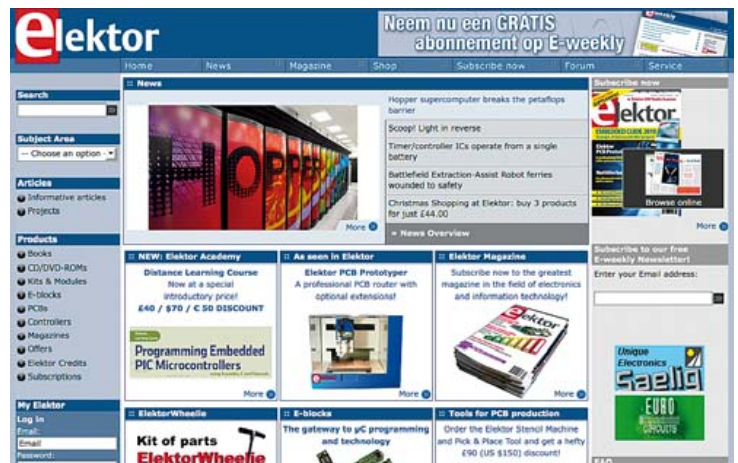 elektor
Neem nu een GRATIS
abonnement op E-weekly
Home News Magazine Shop Subscribe now Forum Service
Search
Subject Area
-- Choose an option -
Articles
Informative articles
Projects
Products
Books
CD/DVD-ROMs
Kits & Modules
E-blocks
PCBs
Controllers
Magazines
Offers
Elektor Credits
Subscriptions
My Elektor
Log in
Email:
Email
Password:
News
HOPPER
More
Hopper supercomputer breaks the petaflops
barrier
Scoop! Light in reverse
Timer/controller ICs operate from a single
battery
Battlefield Extraction-Assist Robot ferries
wounded to safety
Christmas Shopping at Elektor: buy 3 products
for just £44.00
» News Overview
NEW: Elektor Academy
Distance Learning Course
Now at a special
introductory price!
£40 / $70 / € 50 DISCOUNT
Programming Embedded
PIC Microcontrollers
More
As seen in Elektor
Elektor PCB Prototyper
A professional PCB router with
optional extensions!
More
Elektor Magazine
Subscribe now to the greatest
magazine in the field of electronics
and information technology!
elektor
More
ElektorWheelie
Kit of parts
ElektorWheelie
E-blocks
The gateway to µC programming
and technology
Tools for PCB production
Order the Elektor Stencil Machine
and Pick & Place Tool and get a hefty
£90 (US $150) discount!
Subscribe now
elektor
Browse online
More
Subscribe to our free
E-weekly Newsletter!
Enter your Email address:
Unique
Electronics
Saelig
EURO
CIRCUITS
FAQ